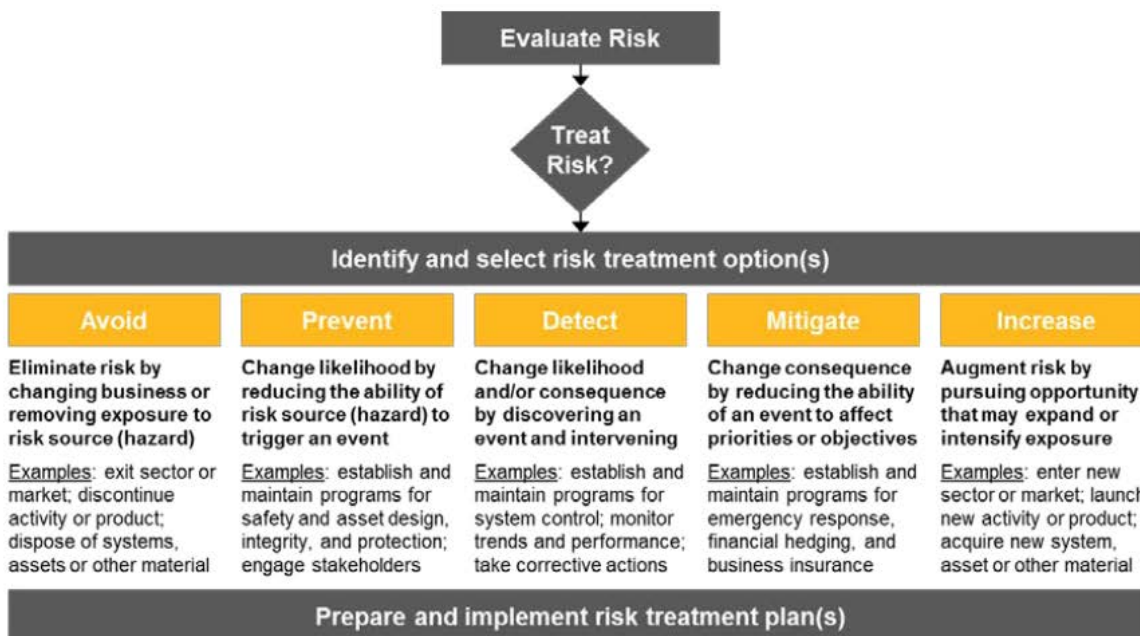 Evaluate Risk
Treat
Risk?
Identify and select risk treatment option(s)
Avoid
Eliminate risk by
changing business or
removing exposure to
risk source (hazard)
Examples: exit sector or
market; discontinue
activity or product;
dispose of systems,
assets or other material
Prevent
Change likelihood by
reducing the ability of
risk source (hazard) to
trigger an event
Examples: establish and
maintain programs for
safety and asset design,
integrity, and protection;
engage stakeholders
Detect
Change likelihood
and/or consequence
by discovering an
event and intervening
Examples: establish and
maintain programs for
system control; monitor
trends and performance;
take corrective actions
Mitigate
Change consequence
by reducing the ability
of an event to affect
priorities or objectives
Examples: establish and
maintain programs for
emergency response,
financial hedging, and
business insurance
Increase
Augment risk by
pursuing opportunity
that may expand or
intensify exposure
Examples: enter new
sector or market; launch
new activity or product;
acquire new system,
asset or other material
Prepare and implement risk treatment plan(s)